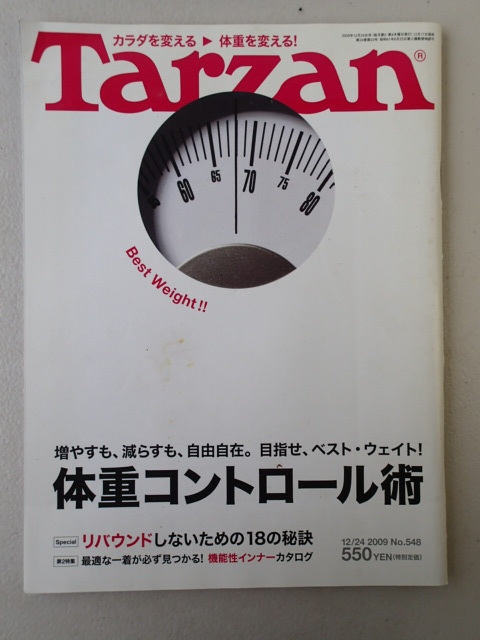 カラダを変える ▶ 体重を変える!
Tarzan®
60 65 70 75 80
Best Weight!!
増やすも、減らすも、自由自在。目指せ、ベスト・ウェイト!
体重コントロール術
Special リバウンドしないための18の秘訣
第2特集 最適な一着が必ず見つかる! 機能性インナーカタログ
12/24 2009 No.548
550YEN(特別定価)